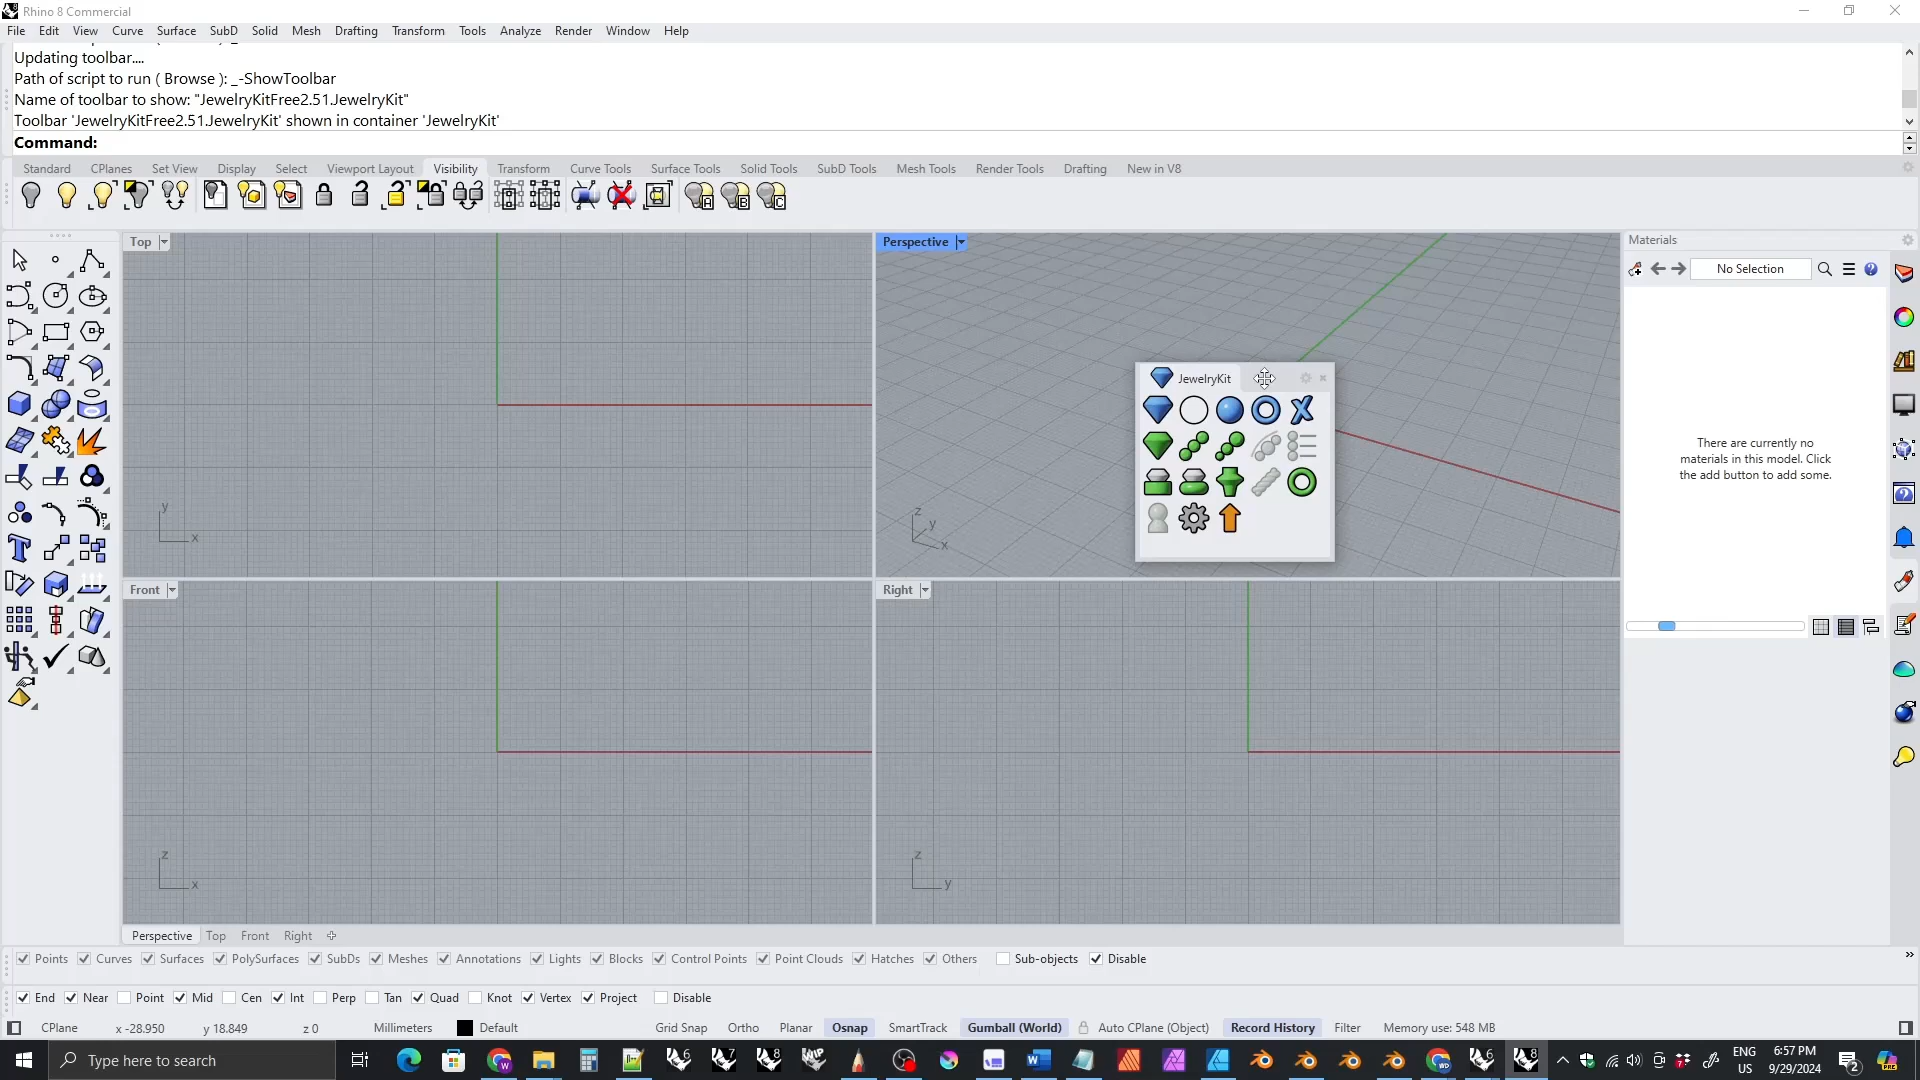 Rhino 8 Commercial
File Edit View Curve Surface SubD Solid Mesh Drafting Transform Tools Analyze Render Window Help
Updating toolbar....
Path of script to run ( Browse ): _-ShowToolbar
Name of toolbar to show: "JewelryKitFree2.51.JewelryKit"
Toolbar 'JewelryKitFree2.51.JewelryKit' shown in container 'JewelryKit'
Command:
Standard CPlanes Set View Display Select Viewport Layout Visibility Transform Curve Tools Surface Tools Solid Tools SubD Tools Mesh Tools Render Tools Drafting New in V8
A B C
Top
Perspective
Materials
No Selection
JewelryKit
There are currently no
materials in this model. Click
the add button to add some.
y
x
z
y
x
Front
Right
z
x
z
y
Perspective Top Front Right
Points Curves Surfaces PolySurfaces SubDs Meshes Annotations Lights Blocks Control Points Point Clouds Hatches Others Sub-objects Disable
End Near Point Mid Cen Int Perp Tan Quad Knot Vertex Project Disable
CPlane x -28.950 y 18.849 z 0 Millimeters Default Grid Snap Ortho Planar Osnap SmartTrack Gumball (World) Auto CPlane (Object) Record History Filter Memory use: 548 MB
Type here to search
ENG
US
6:57 PM
9/29/2024
2